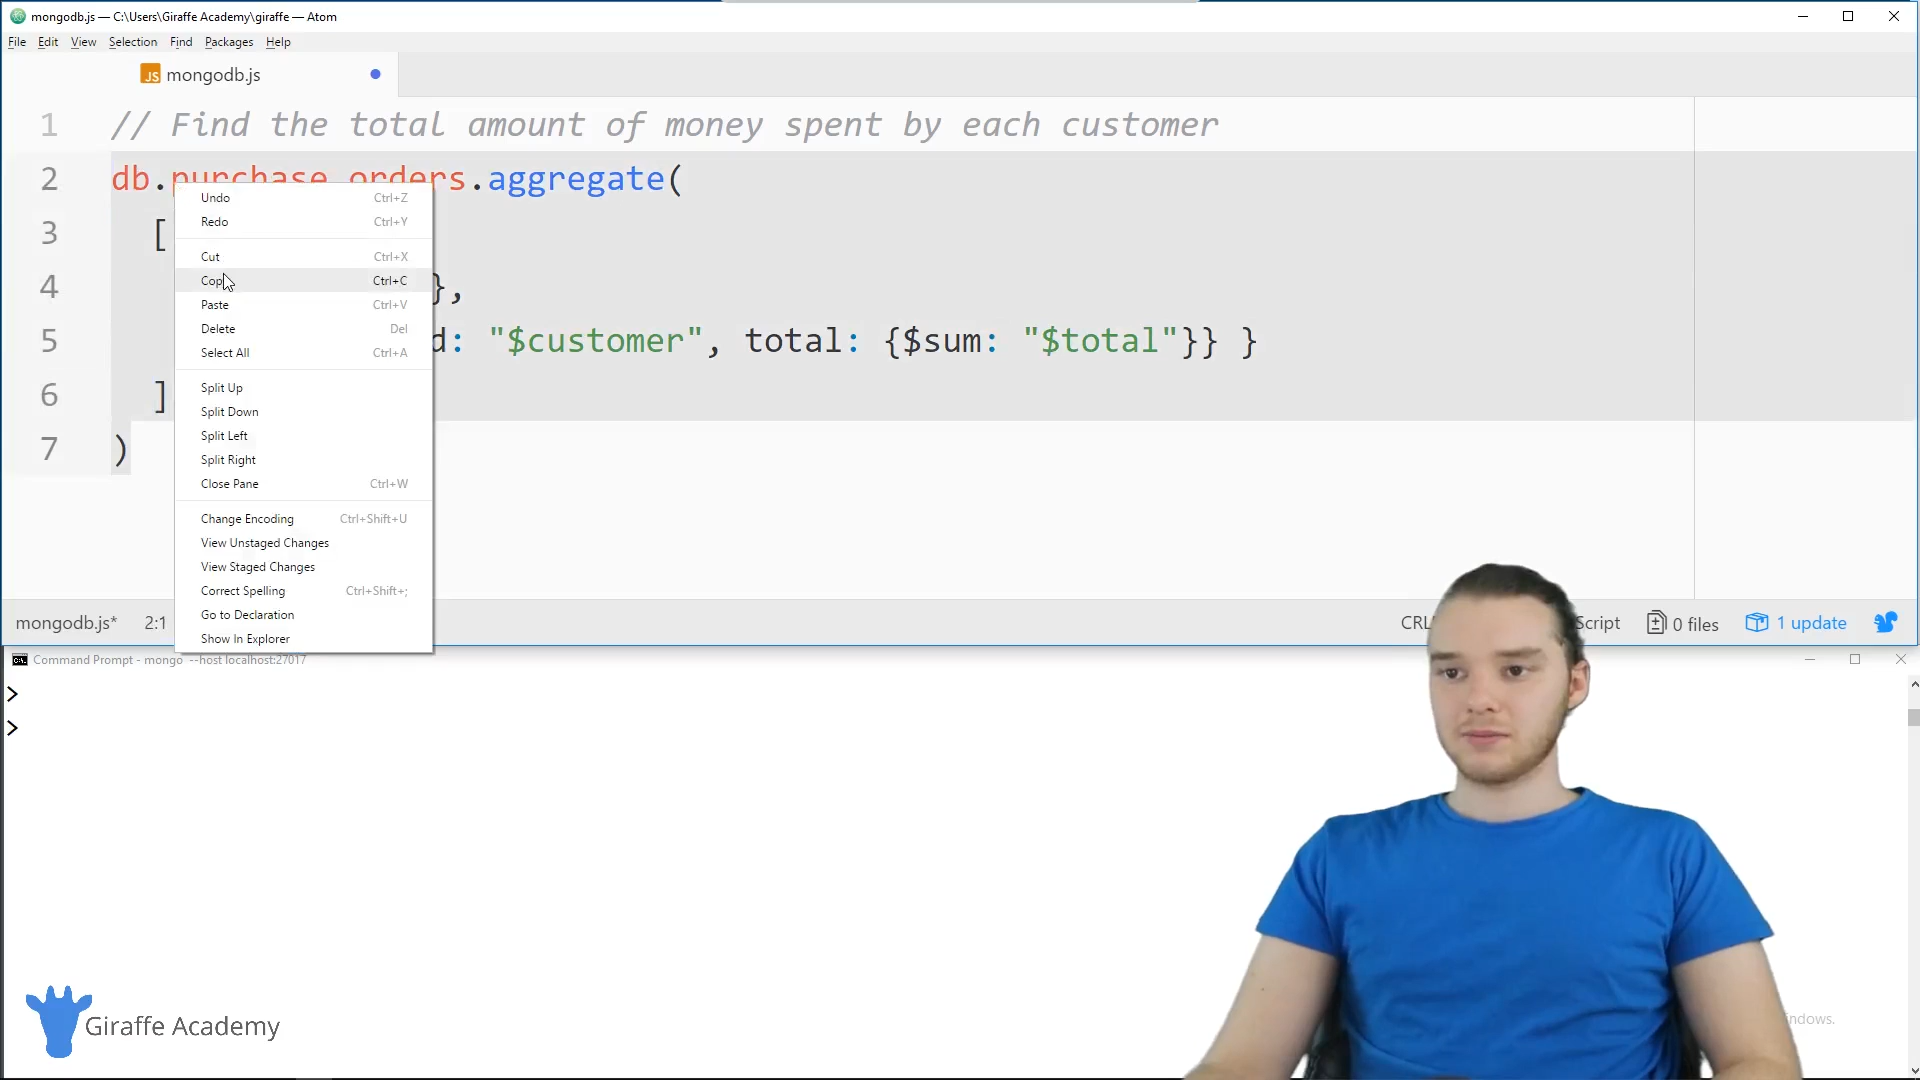 mongodb.js — C:\Users\Giraffe Academy\giraffe — Atom
File Edit View Selection Find Packages Help
JS mongodb.js
1 // Find the total amount of money spent by each customer
2 db.purchase_orders.aggregate(
3 [
4 },
5 d: "$customer", total: {$sum: "$total"}} }
6 ]
7 )
Undo Ctrl+Z
Redo Ctrl+Y
Cut Ctrl+X
Copy Ctrl+C
Paste Ctrl+V
Delete Del
Select All Ctrl+A
Split Up
Split Down
Split Left
Split Right
Close Pane Ctrl+W
Change Encoding Ctrl+Shift+U
View Unstaged Changes
View Staged Changes
Correct Spelling Ctrl+Shift+;
Go to Declaration
Show In Explorer
mongodb.js* 2:1 CRL Script 0 files 1 update
Command Prompt - mongo --host localhost:27017
>
>
Giraffe Academy
indows.